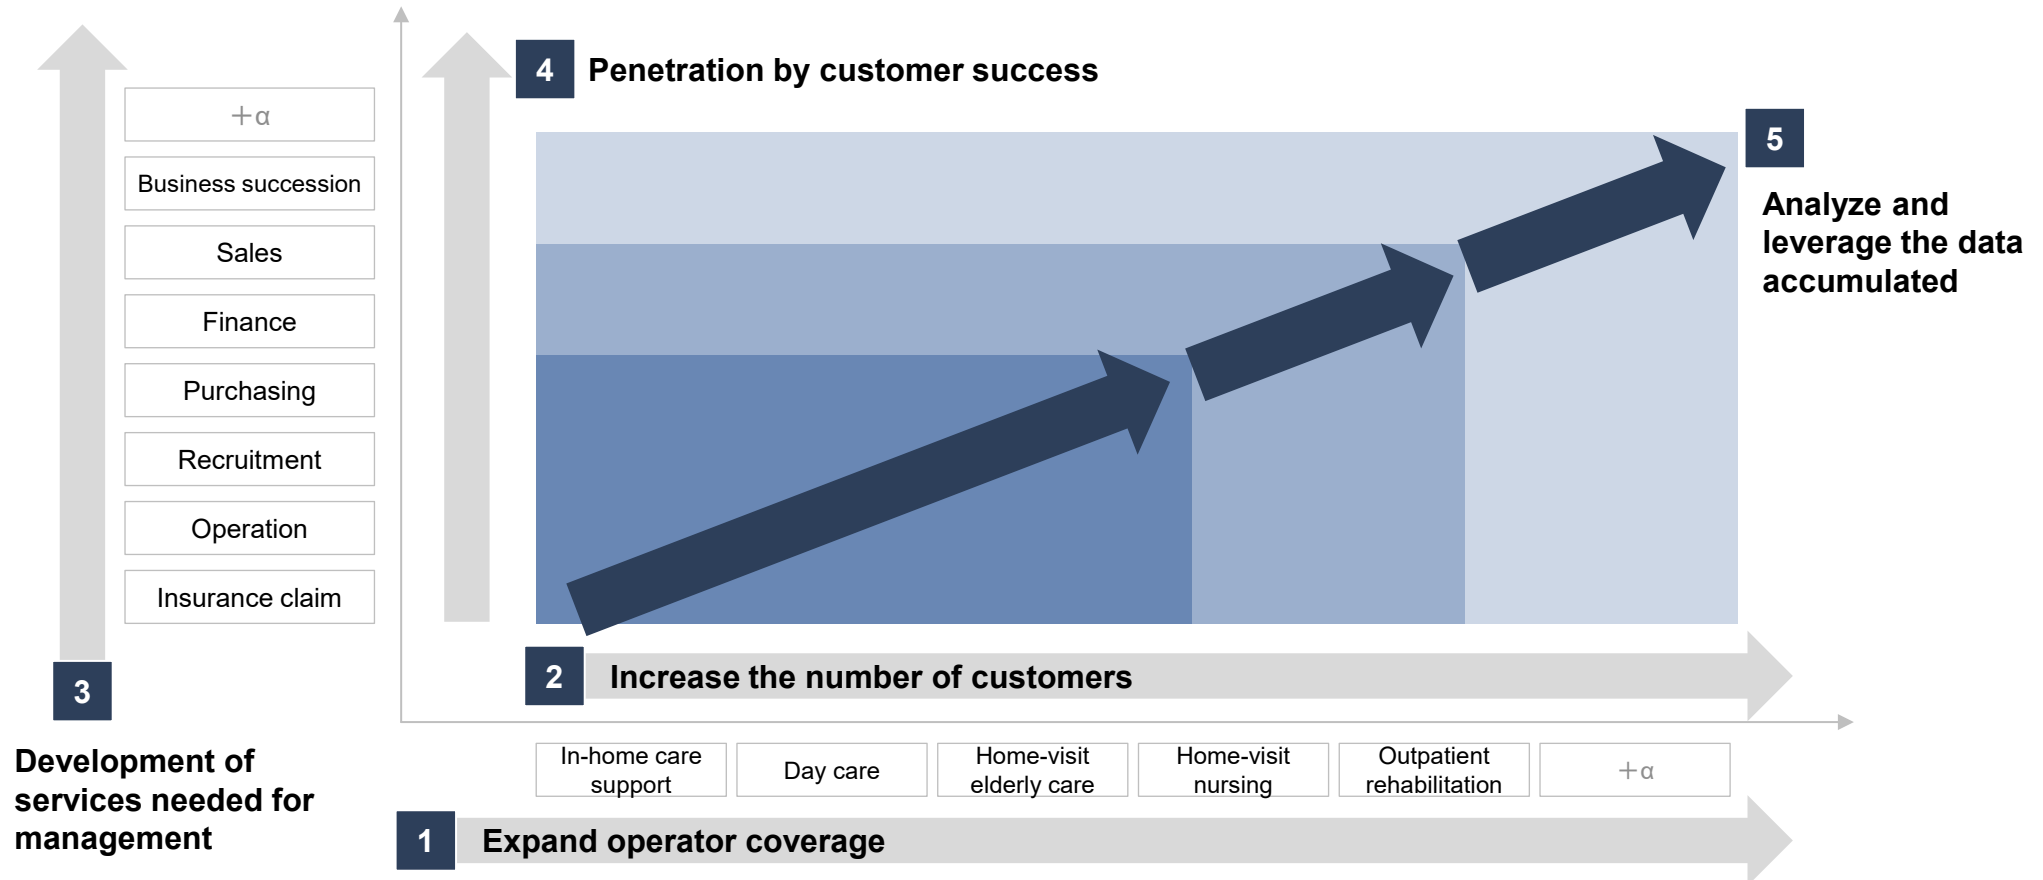 4
Penetration by customer success
5
Analyze and
leverage the data
accumulated
＋α
Business succession
Sales
Finance
Purchasing
Recruitment
Operation
Insurance claim
3
Development of
services needed for
management
2
Increase the number of customers
In-home care
support
Day care
Home-visit
elderly care
Home-visit
nursing
Outpatient
rehabilitation
＋α
1
Expand operator coverage